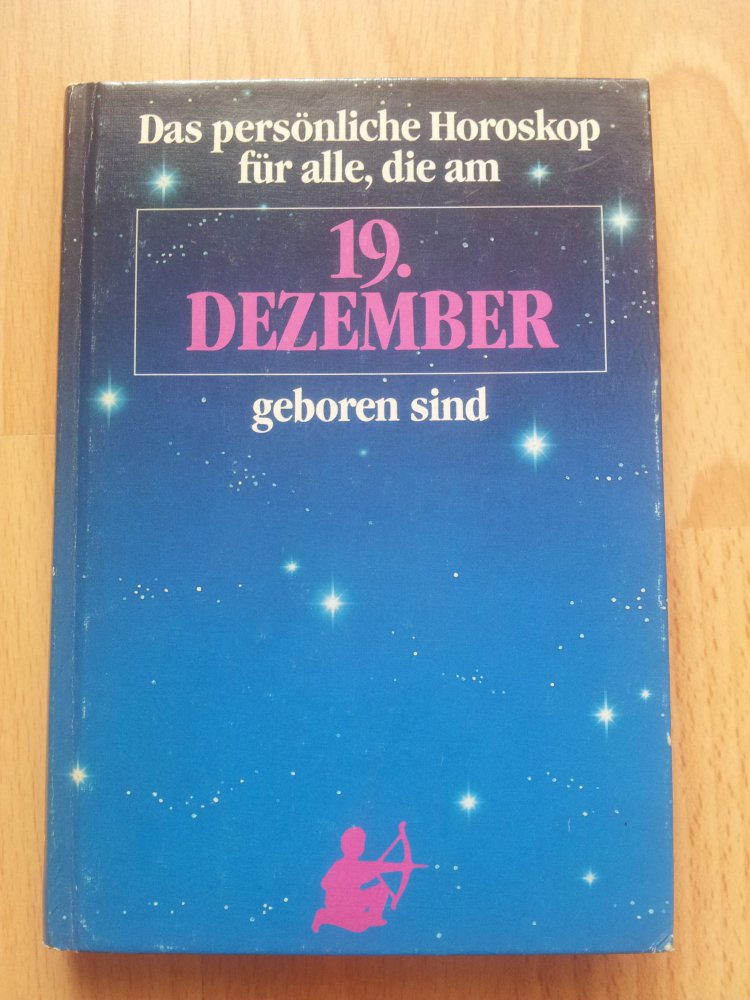 Das persönliche Horoskop
für alle, die am
19.
DEZEMBER
geboren sind